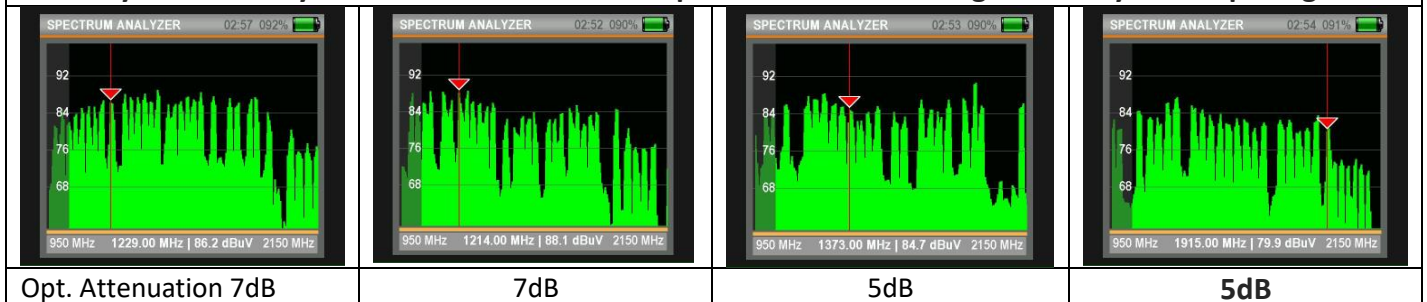 SPECTRUM ANALYZER 02:57 092%
92
84
76
68
950 MHz 1229.00 MHz | 86.2 dBuV 2150 MHz
SPECTRUM ANALYZER 02:52 090%
92
84
76
68
950 MHz 1214.00 MHz | 88.1 dBuV 2150 MHz
SPECTRUM ANALYZER 02:53 090%
92
84
76
68
950 MHz 1373.00 MHz | 84.7 dBuV 2150 MHz
SPECTRUM ANALYZER 02:54 091%
92
84
76
68
950 MHz 1915.00 MHz | 79.9 dBuV 2150 MHz
Opt. Attenuation 7dB
7dB
5dB
5dB